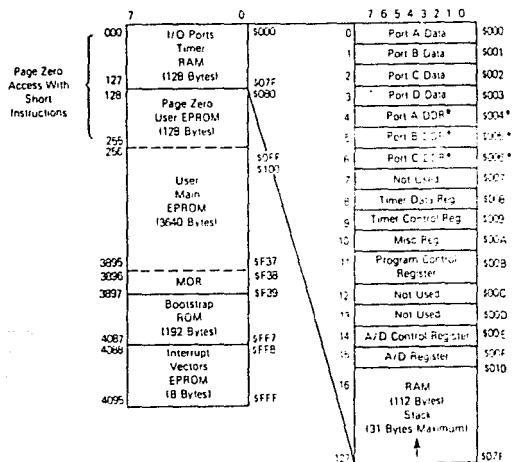 7 0
000 I/O Ports $000
Timer
RAM
(128 Bytes)
127 $07F
128 $080
Page Zero
Access With
Short
Instructions
Page Zero
User EPROM
(128 Bytes)
255 $0FF
256 $100
User
Main
EPROM
(3640 Bytes)
3895 $F37
3896 MOR $F38
3897 $F39
Bootstrap
ROM
(192 Bytes)
4087 $FF7
4088 $FF8
Interrupt
Vectors
EPROM
(8 Bytes)
4095 $FFF
7 6 5 4 3 2 1 0
0 Port A Data $000
1 Port B Data $001
2 Port C Data $002
3 Port D Data $003
4 Port A DDR* $004*
5 Port B DDR* $005*
6 Port C DDR* $006*
7 Not Used $007
8 Timer Data Reg $008
9 Timer Control Reg $009
10 Misc Reg $00A
11 Program Control $00B
Register
12 Not Used $00C
13 Not Used $00D
14 A/D Control Register $00E
15 A/D Register $00F
$010
16 RAM
(112 Bytes)
Stack
(31 Bytes Maximum)
127 $07F